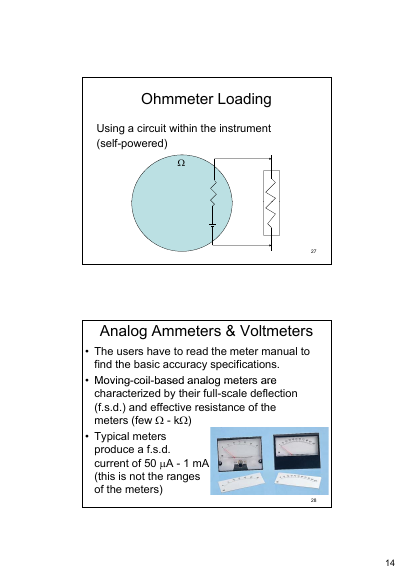 Ohmmeter Loading
Using a circuit within the instrument
(self-powered)
Ω
27
Analog Ammeters & Voltmeters
• The users have to read the meter manual to
find the basic accuracy specifications.
• Moving-coil-based analog meters are
characterized by their full-scale deflection
(f.s.d.) and effective resistance of the
meters (few Ω - kΩ)
• Typical meters
produce a f.s.d.
current of 50 μA - 1 mA
(this is not the ranges
of the meters)
28
14